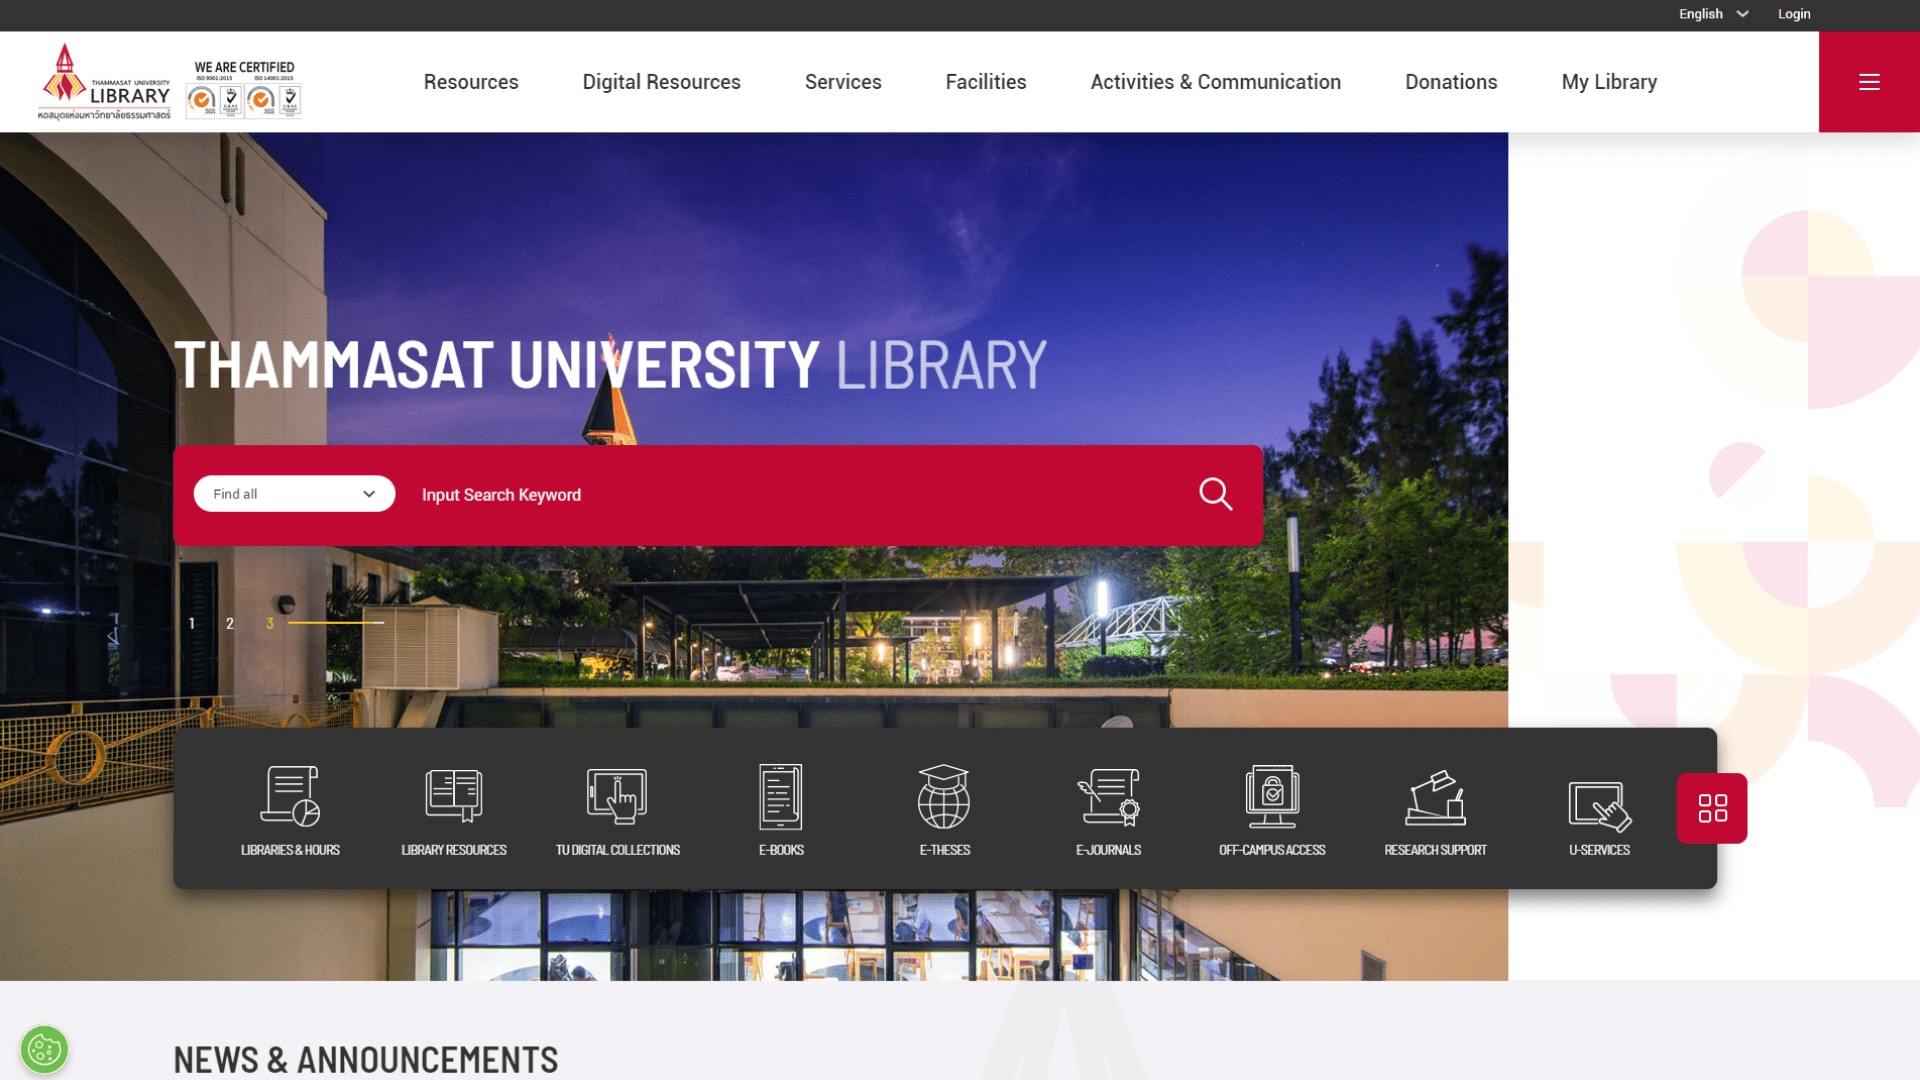 English
Login
THAMMASAT UNIVERSITY
LIBRARY
หอสมุดแห่งมหาวิทยาลัยธรรมศาสตร์
WE ARE CERTIFIED
ISO 9001:2015 ISO 14001:2015
Resources
Digital Resources
Services
Facilities
Activities & Communication
Donations
My Library
THAMMASAT UNIVERSITY LIBRARY
Find all
Input Search Keyword
1 2 3
LIBRARIES & HOURS
LIBRARY RESOURCES
TU DIGITAL COLLECTIONS
E-BOOKS
E-THESES
E-JOURNALS
OFF-CAMPUS ACCESS
RESEARCH SUPPORT
U-SERVICES
NEWS & ANNOUNCEMENTS